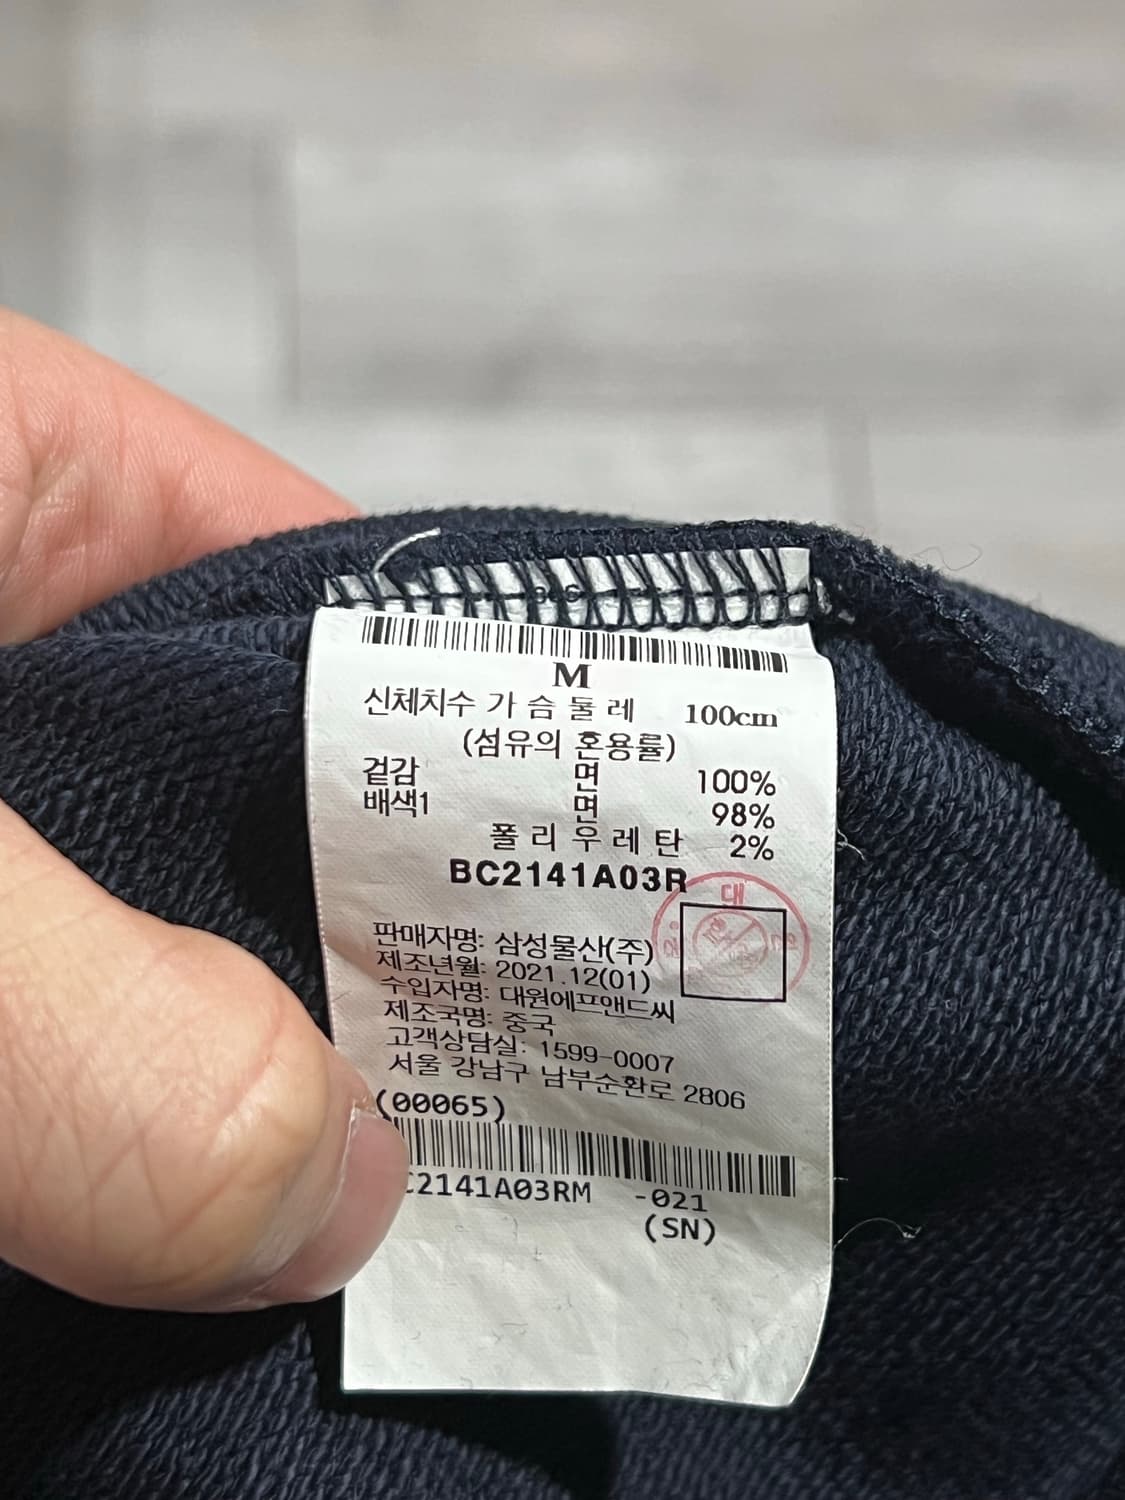 M
신체치수 가 슴 둘 레 100cm
(섬유의 혼용률)
겉감 면 100%
배색1 면 98%
폴 리 우 레 탄 2%
BC2141A03R
대
판매자명: 삼성물산(주)
제조년월: 2021.12(01)
수입자명: 대원에프앤드씨
제조국명: 중국
고객상담실: 1599-0007
서울 강남구 남부순환로 2806
(00065)
C2141A03RM -021
(SN)